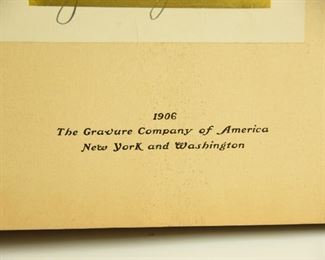 1906
The Gravure Company of America
New York and Washington